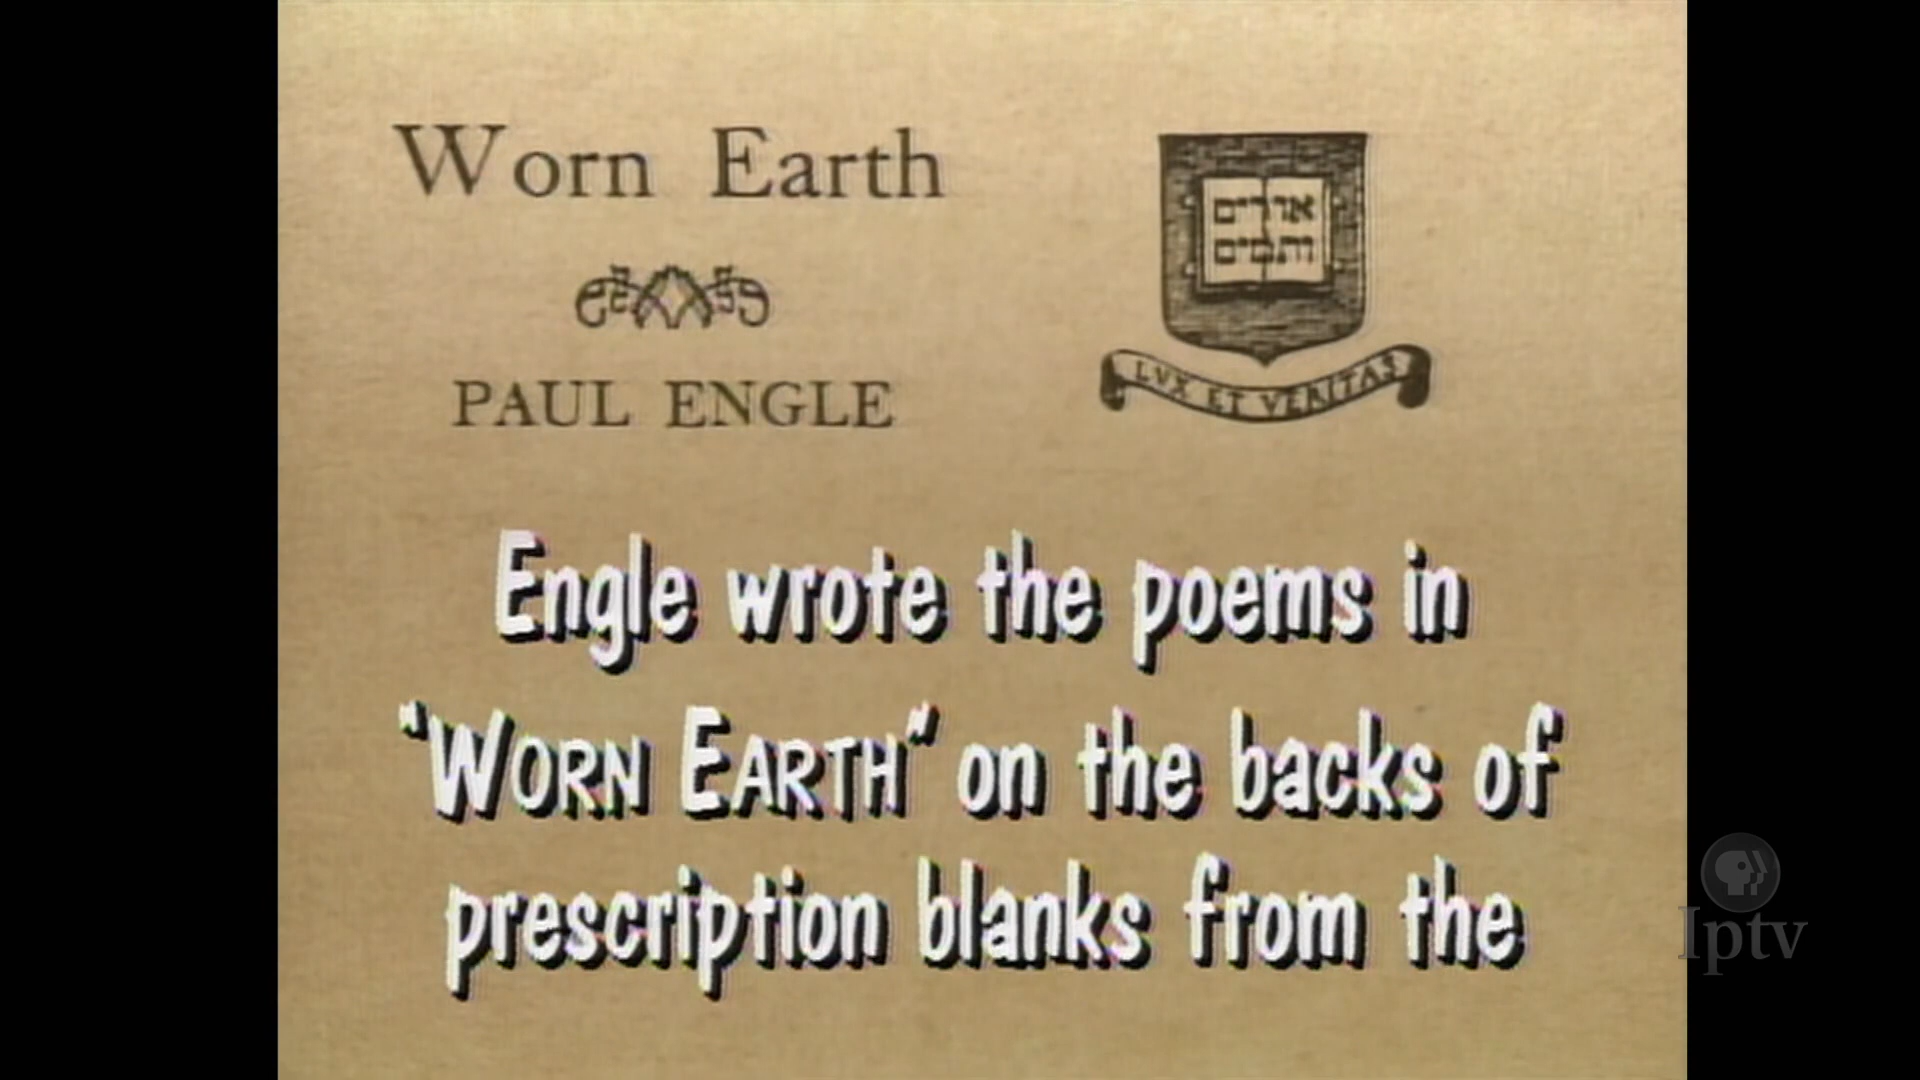 Worn Earth
PAUL ENGLE
אורים
ותמים
LVX ET VERITAS
Engle wrote the poems in
"WORN EARTH" on the backs of
prescription blanks from the
Iptv